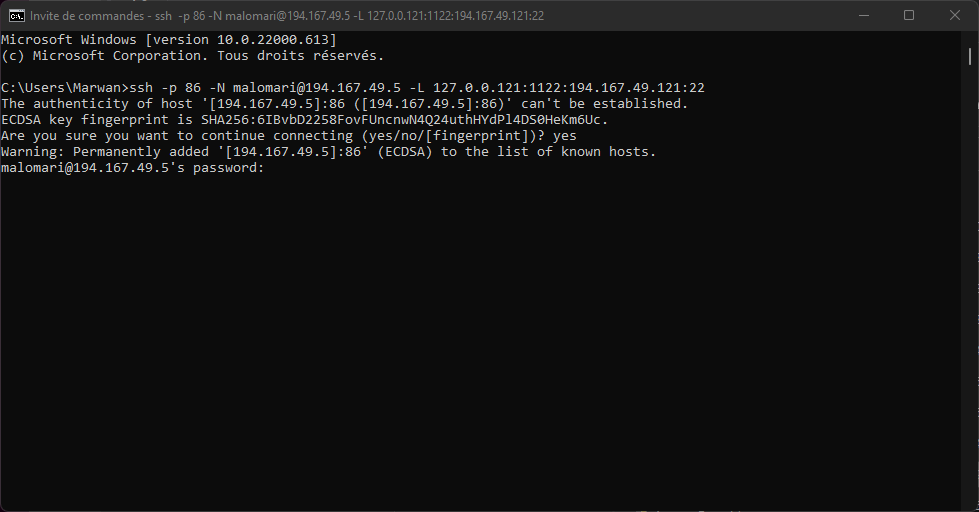 Invite de commandes - ssh -p 86 -N malomari@194.167.49.5 -L 127.0.0.121:1122:194.167.49.121:22
Microsoft Windows [version 10.0.22000.613]
(c) Microsoft Corporation. Tous droits réservés.
C:\Users\Marwan>ssh -p 86 -N malomari@194.167.49.5 -L 127.0.0.121:1122:194.167.49.121:22
The authenticity of host '[194.167.49.5]:86 ([194.167.49.5]:86)' can't be established.
ECDSA key fingerprint is SHA256:6IBvbD2258FovFUncnwN4Q24uthHYdPl4DS0HeKm6Uc.
Are you sure you want to continue connecting (yes/no/[fingerprint])? yes
Warning: Permanently added '[194.167.49.5]:86' (ECDSA) to the list of known hosts.
malomari@194.167.49.5's password: